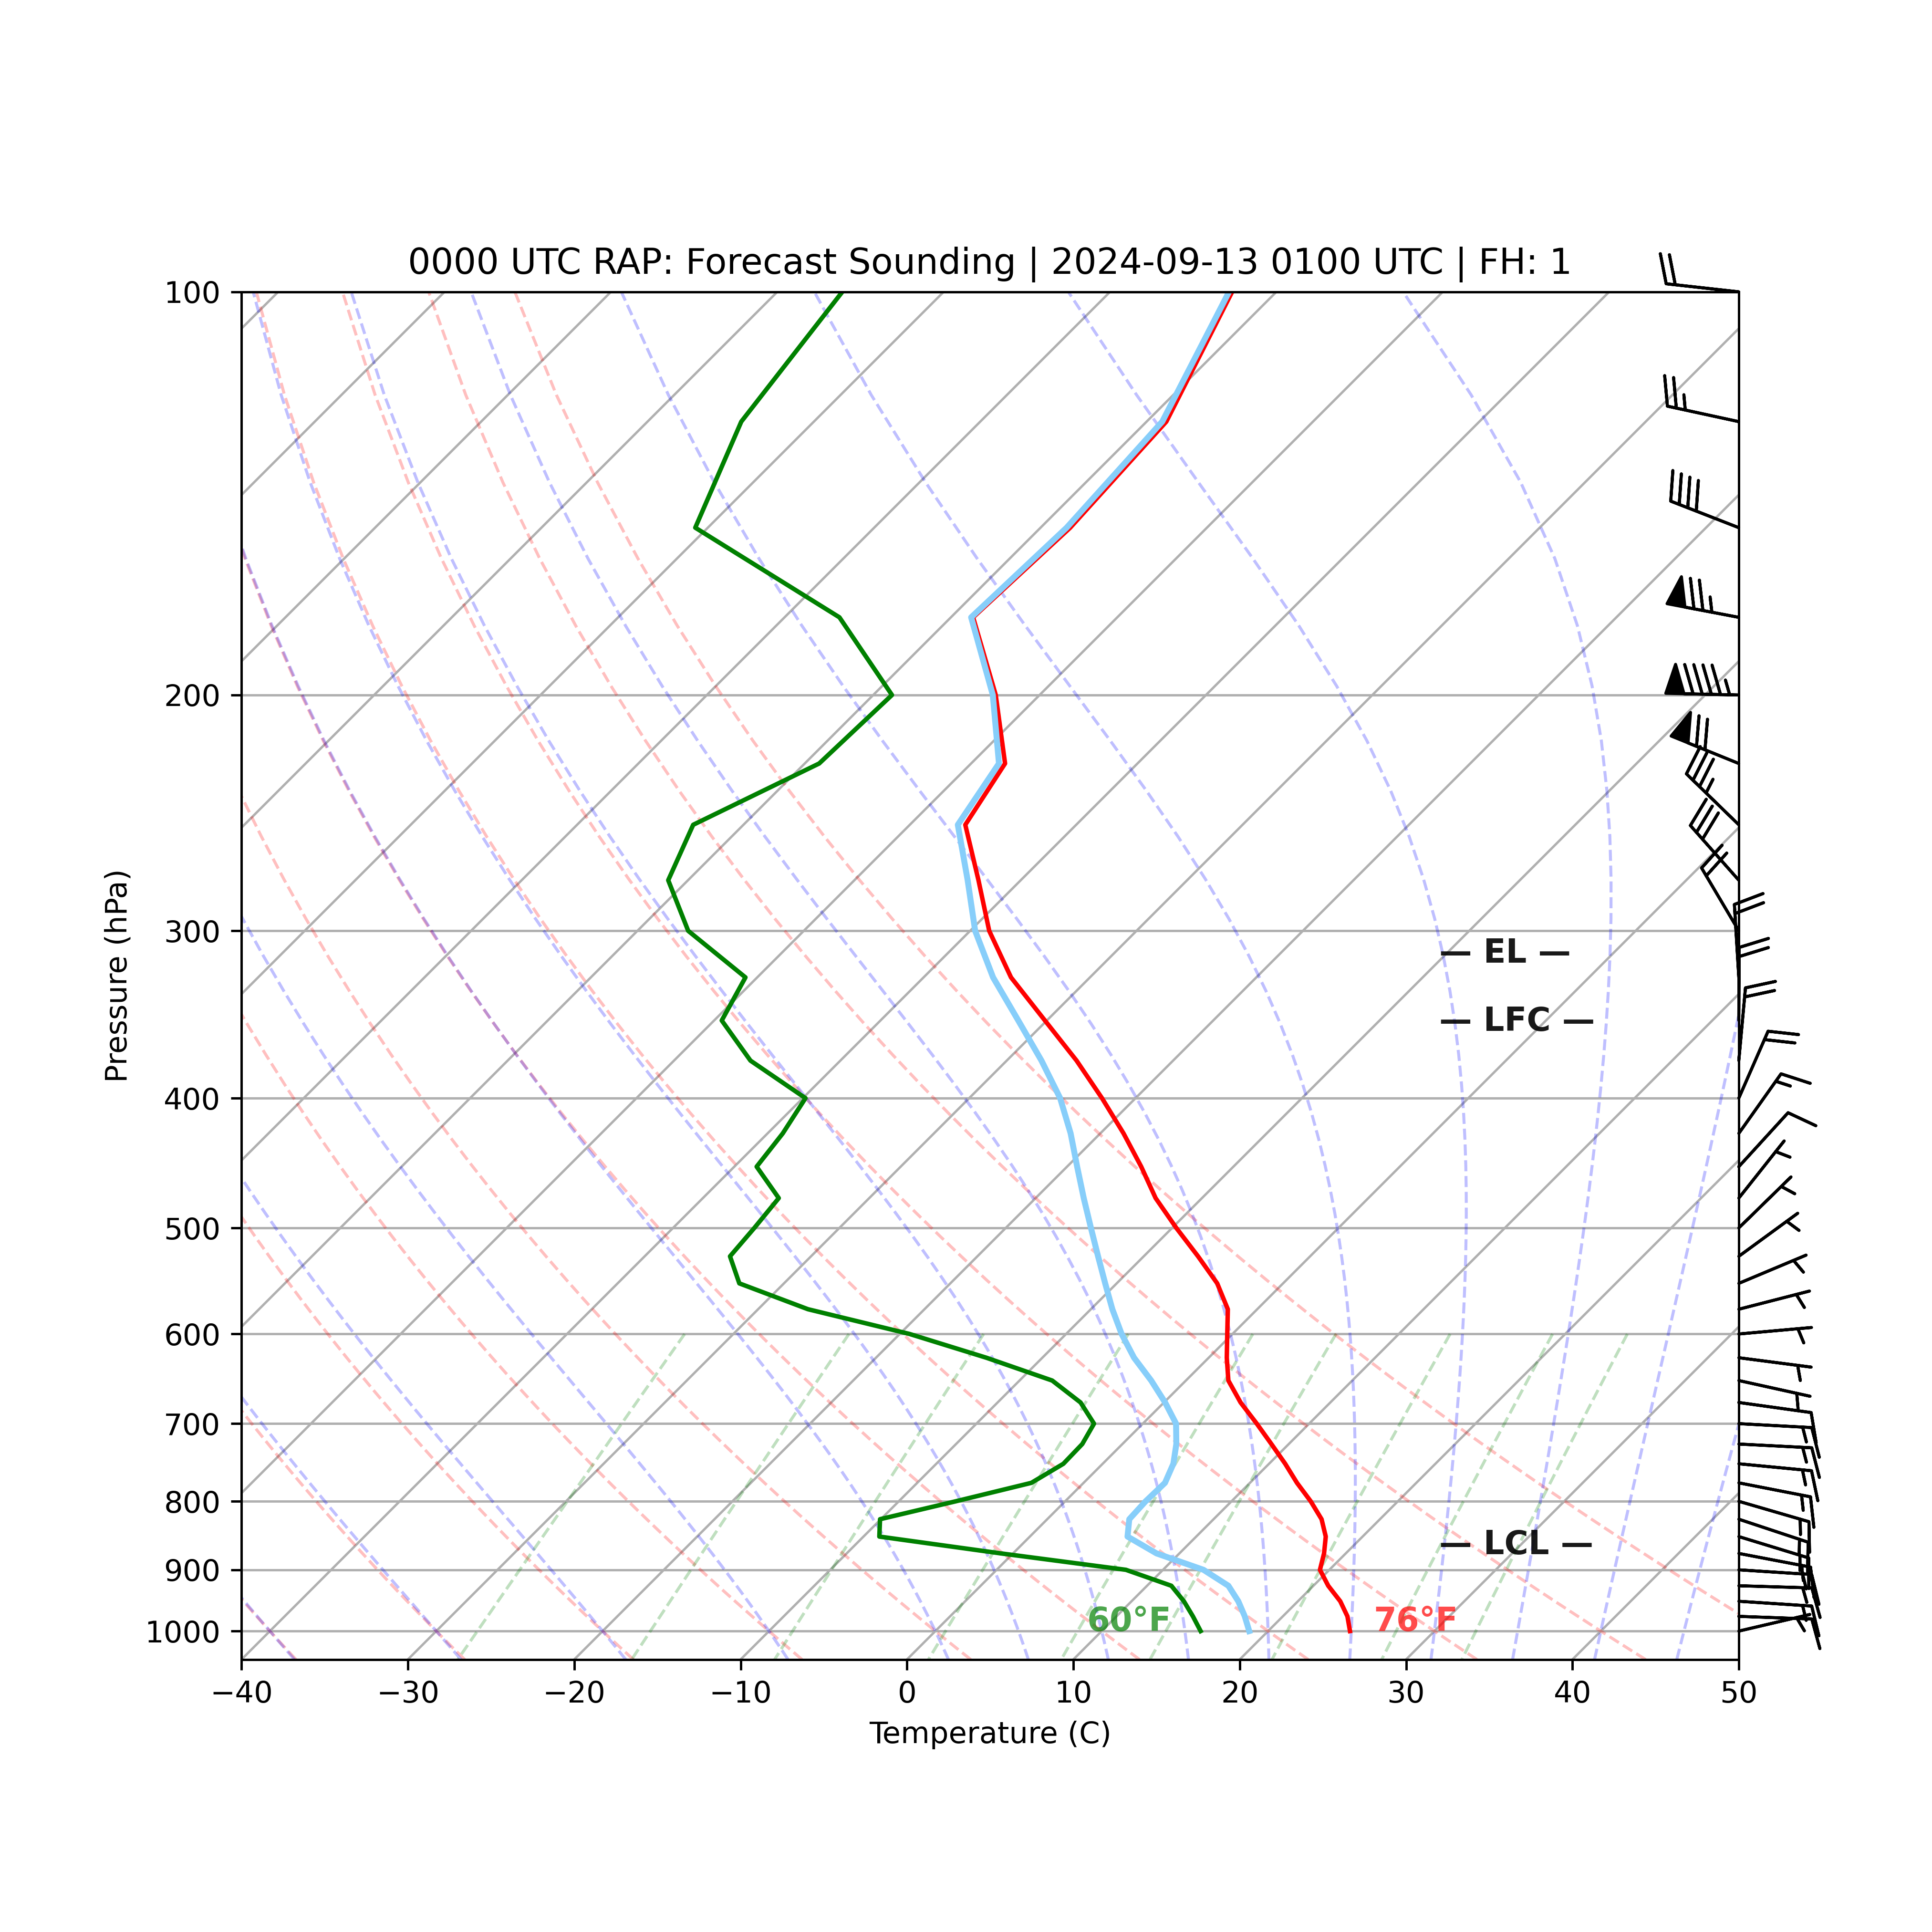 0000 UTC RAP: Forecast Sounding | 2024-09-13 0100 UTC | FH: 1
100
200
300
— EL —
— LFC —
Pressure (hPa)
400
500
600
700
800
— LCL —
900
60°F 76°F
1000
−40 −30 −20 −10 0 10 20 30 40 50
Temperature (C)